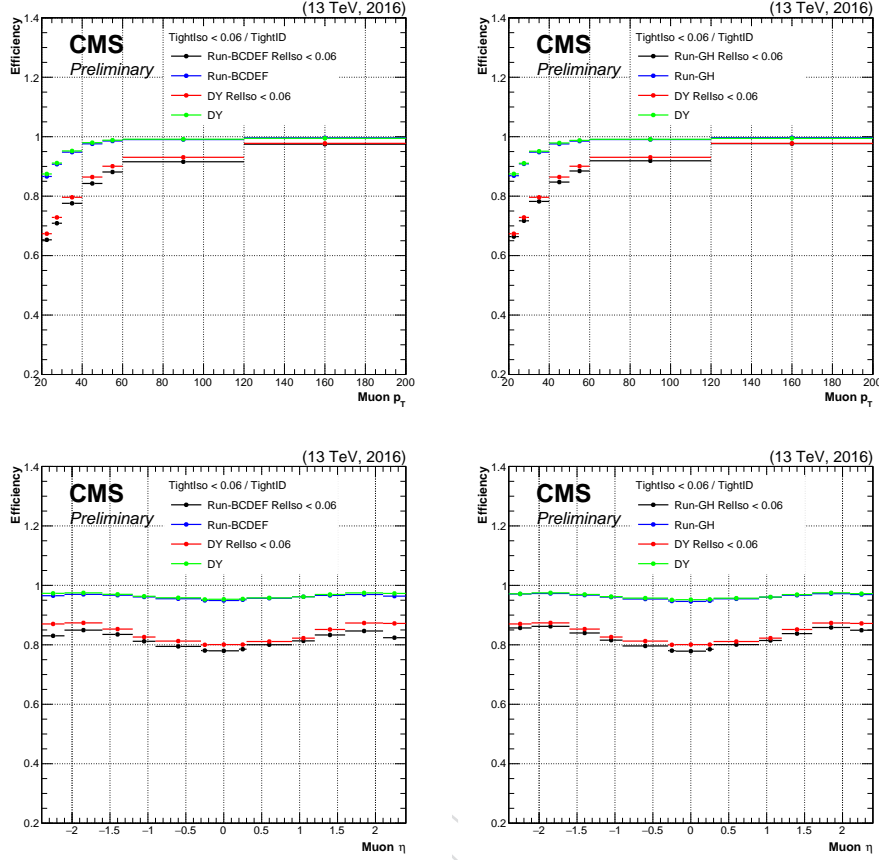 (13 TeV, 2016)
Efficiency
1.4
1.2
1
0.8
0.6
0.4
0.2
CMS
Preliminary
TightIso < 0.06 / TightID
Run-BCDEF RelIso < 0.06
Run-BCDEF
DY RelIso < 0.06
DY
20 40 60 80 100 120 140 160 180 200
Muon p_T
(13 TeV, 2016)
Efficiency
1.4
1.2
1
0.8
0.6
0.4
0.2
CMS
Preliminary
TightIso < 0.06 / TightID
Run-GH RelIso < 0.06
Run-GH
DY RelIso < 0.06
DY
20 40 60 80 100 120 140 160 180 200
Muon p_T
(13 TeV, 2016)
Efficiency
1.4
1.2
1
0.8
0.6
0.4
0.2
CMS
Preliminary
TightIso < 0.06 / TightID
Run-BCDEF RelIso < 0.06
Run-BCDEF
DY RelIso < 0.06
DY
−2 −1.5 −1 −0.5 0 0.5 1 1.5 2
Muon η
(13 TeV, 2016)
Efficiency
1.4
1.2
1
0.8
0.6
0.4
0.2
CMS
Preliminary
TightIso < 0.06 / TightID
Run-GH RelIso < 0.06
Run-GH
DY RelIso < 0.06
DY
−2 −1.5 −1 −0.5 0 0.5 1 1.5 2
Muon η